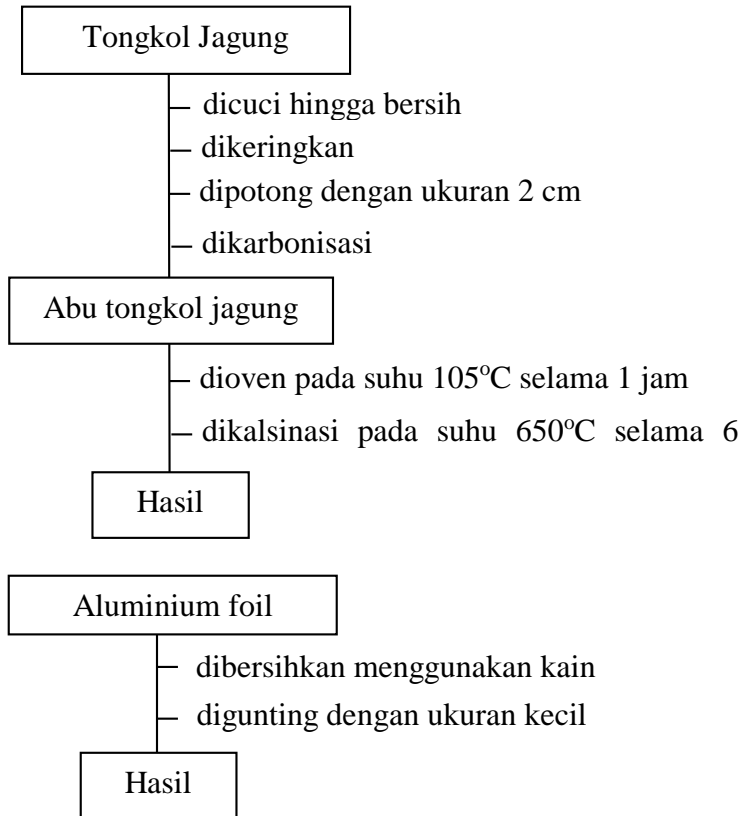 Tongkol Jagung
dicuci hingga bersih
dikeringkan
dipotong dengan ukuran 2 cm
dikarbonisasi
Abu tongkol jagung
dioven pada suhu 105°C selama 1 jam
dikalsinasi pada suhu 650°C selama 6
Hasil
Aluminium foil
dibersihkan menggunakan kain
digunting dengan ukuran kecil
Hasil